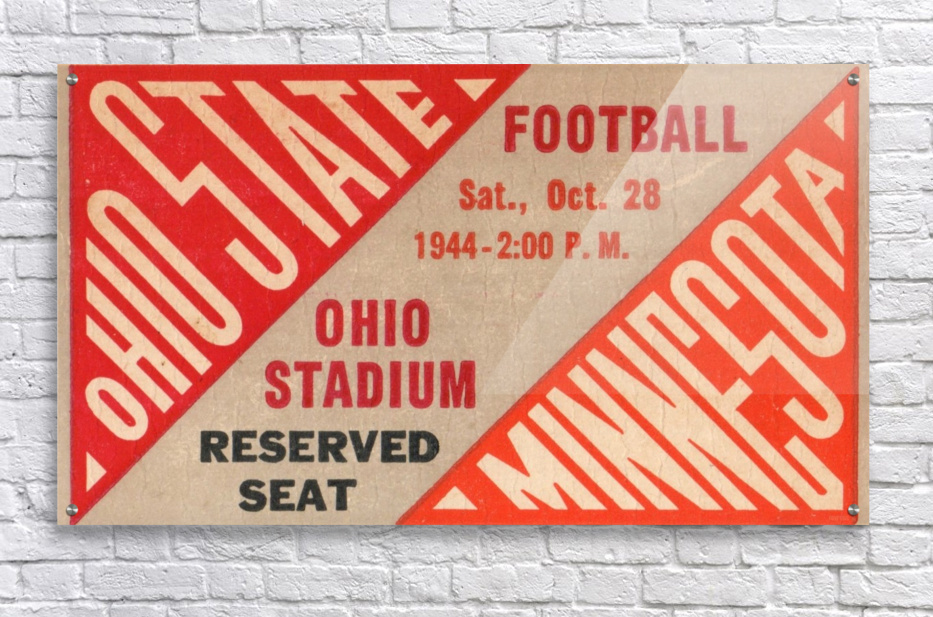 OHIO STATE
FOOTBALL
Sat., Oct. 28
1944-2:00 P. M.
OHIO
STADIUM
RESERVED
SEAT
MINNESOTA